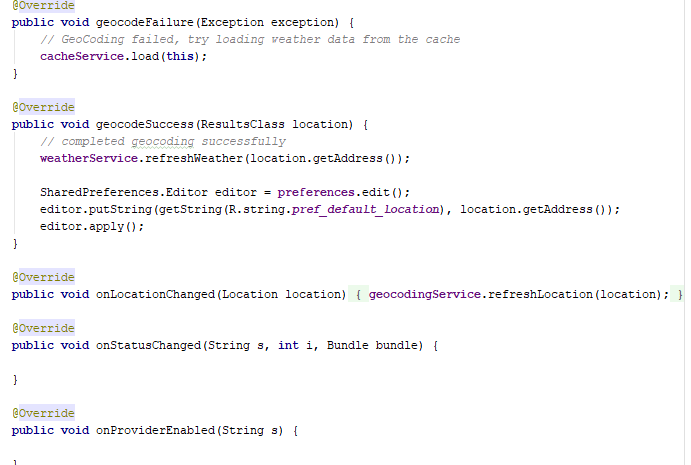 @Override
public void geocodeFailure(Exception exception) {
// GeoCoding failed, try loading weather data from the cache
cacheService.load(this);
}
@Override
public void geocodeSuccess(ResultsClass location) {
// completed geocoding successfully
weatherService.refreshWeather(location.getAddress());
SharedPreferences.Editor editor = preferences.edit();
editor.putString(getString(R.string.pref_default_location), location.getAddress());
editor.apply();
}
@Override
public void onLocationChanged(Location location) { geocodingService.refreshLocation(location); }
@Override
public void onStatusChanged(String s, int i, Bundle bundle) {
}
@Override
public void onProviderEnabled(String s) {
}